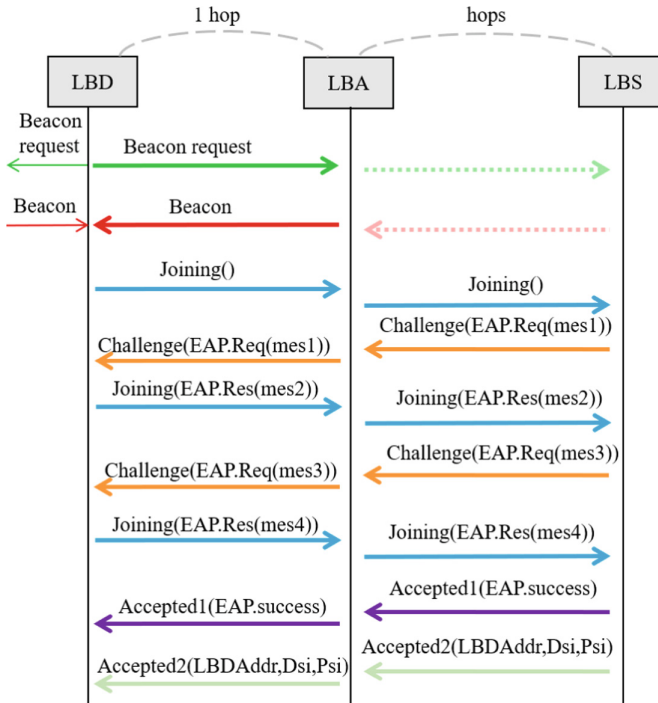 1 hop
hops
LBD
LBA
LBS
Beacon
request
Beacon request
Beacon
Beacon
Joining()
Joining()
Challenge(EAP.Req(mes1))
Challenge(EAP.Req(mes1))
Joining(EAP.Res(mes2))
Joining(EAP.Res(mes2))
Challenge(EAP.Req(mes3))
Challenge(EAP.Req(mes3))
Joining(EAP.Res(mes4))
Joining(EAP.Res(mes4))
Accepted1(EAP.success)
Accepted1(EAP.success)
Accepted2(LBDAddr,Dsi,Psi)
Accepted2(LBDAddr,Dsi,Psi)